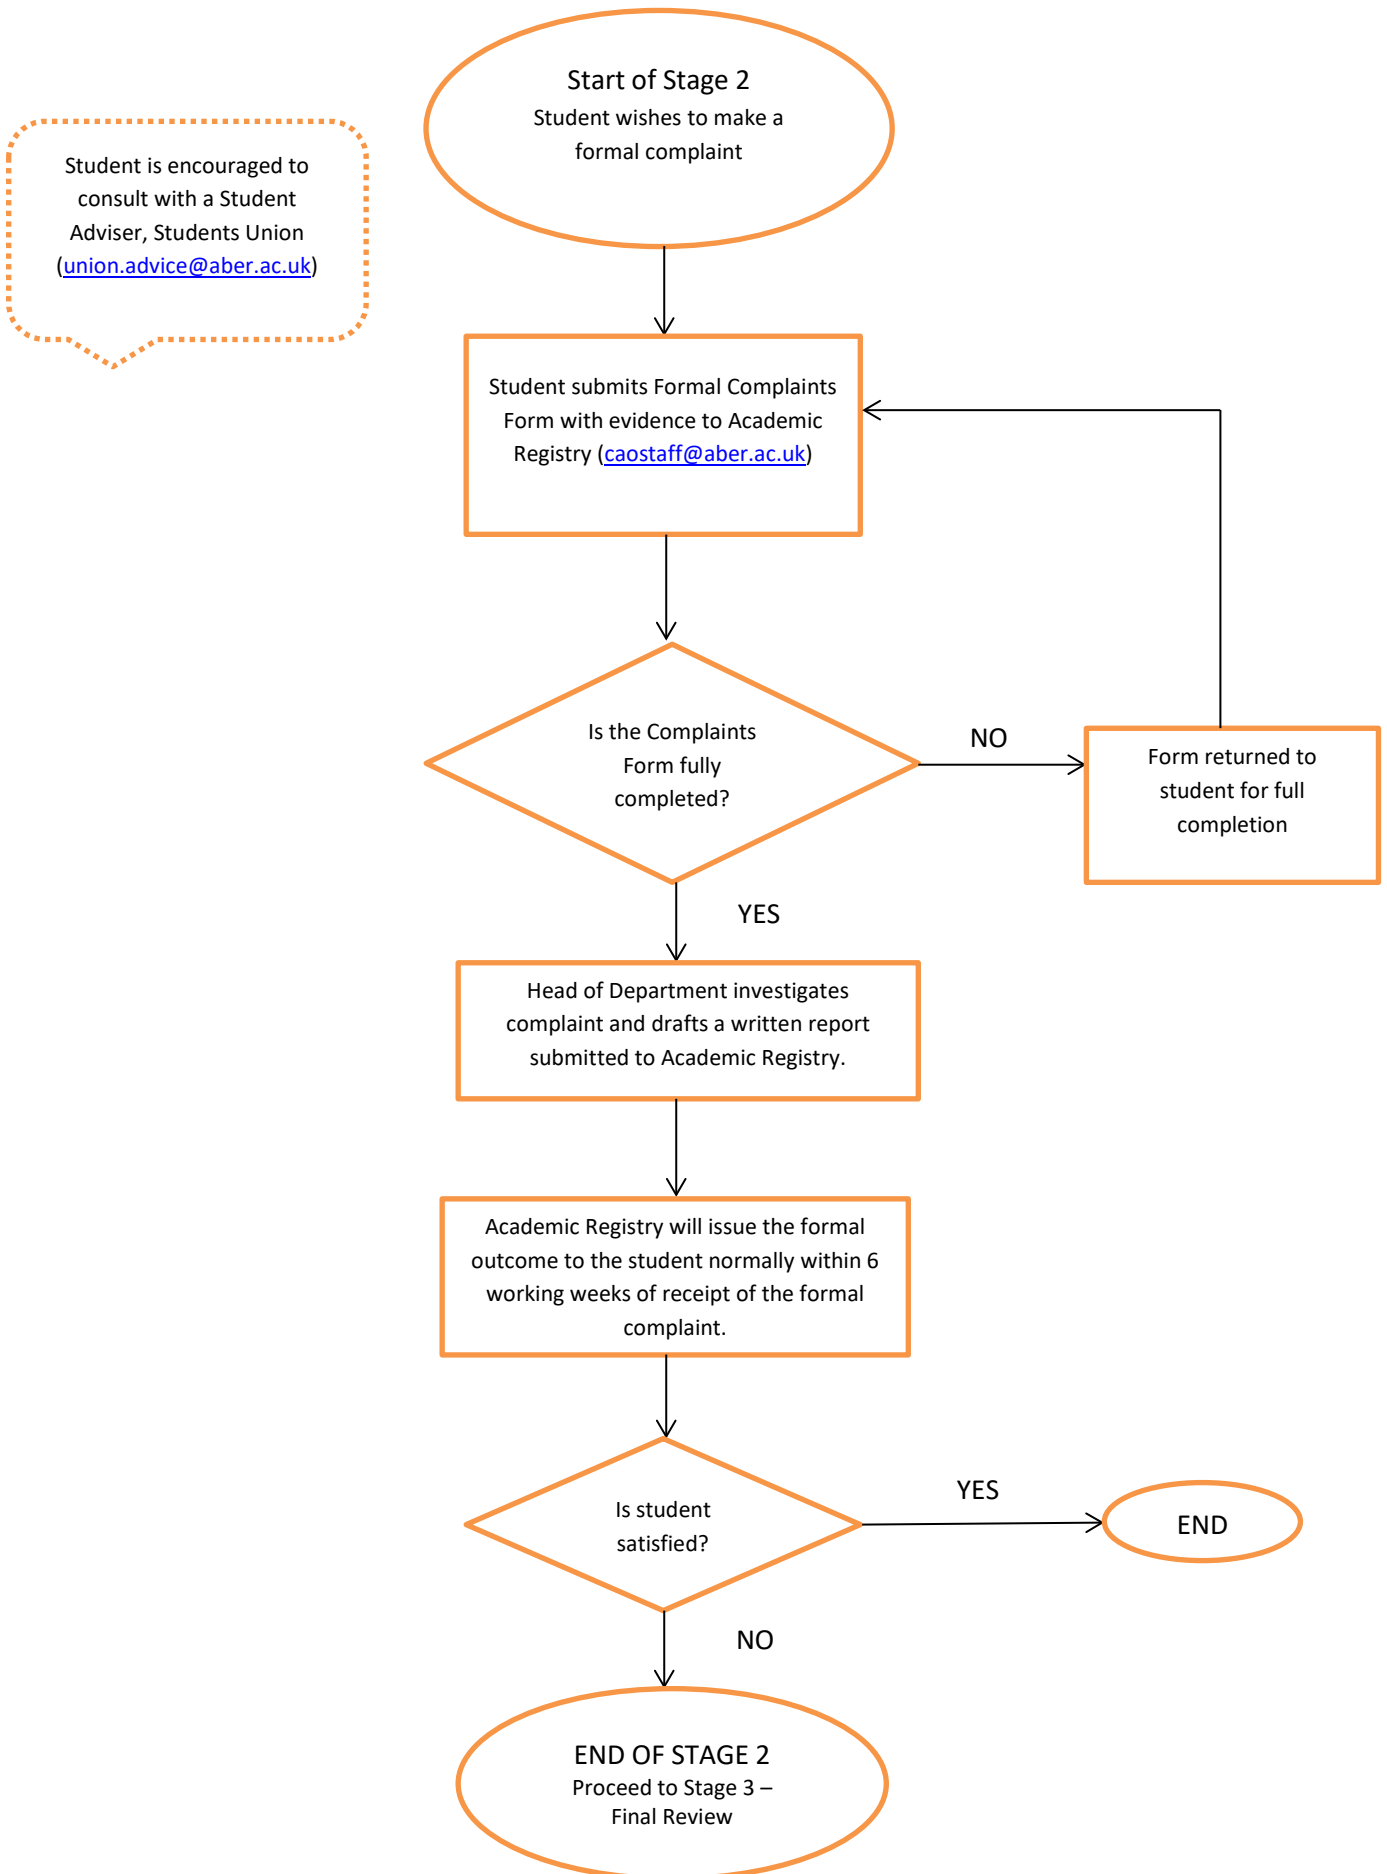 Start of Stage 2
Student wishes to make a
formal complaint
Student is encouraged to
consult with a Student
Adviser, Students Union
(union.advice@aber.ac.uk)
Student submits Formal Complaints
Form with evidence to Academic
Registry (caostaff@aber.ac.uk)
Is the Complaints
Form fully
completed?
NO
Form returned to
student for full
completion
YES
Head of Department investigates
complaint and drafts a written report
submitted to Academic Registry.
Academic Registry will issue the formal
outcome to the student normally within 6
working weeks of receipt of the formal
complaint.
Is student
satisfied?
YES
END
NO
END OF STAGE 2
Proceed to Stage 3 –
Final Review